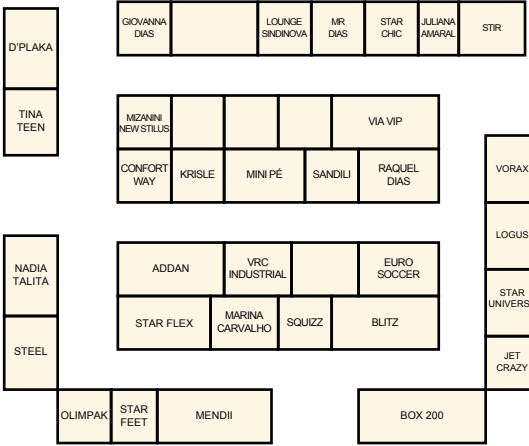 D'PLAKA
TINA
TEEN
GIOVANNA
DIAS
LOUNGE
SINDINOVA
MR
DIAS
STAR
CHIC
JULIANA
AMARAL
STIR
MIZANINI
NEW STILUS
VIA VIP
CONFORT
WAY
KRISLE
MINI PÉ
SANDILI
RAQUEL
DIAS
VORAX
LOGUS
STAR
UNIVERS
JET
CRAZY
NADIA
TALITA
STEEL
ADDAN
VRC
INDUSTRIAL
EURO
SOCCER
STAR FLEX
MARINA
CARVALHO
SQUIZZ
BLITZ
OLIMPAK
STAR
FEET
MENDII
BOX 200